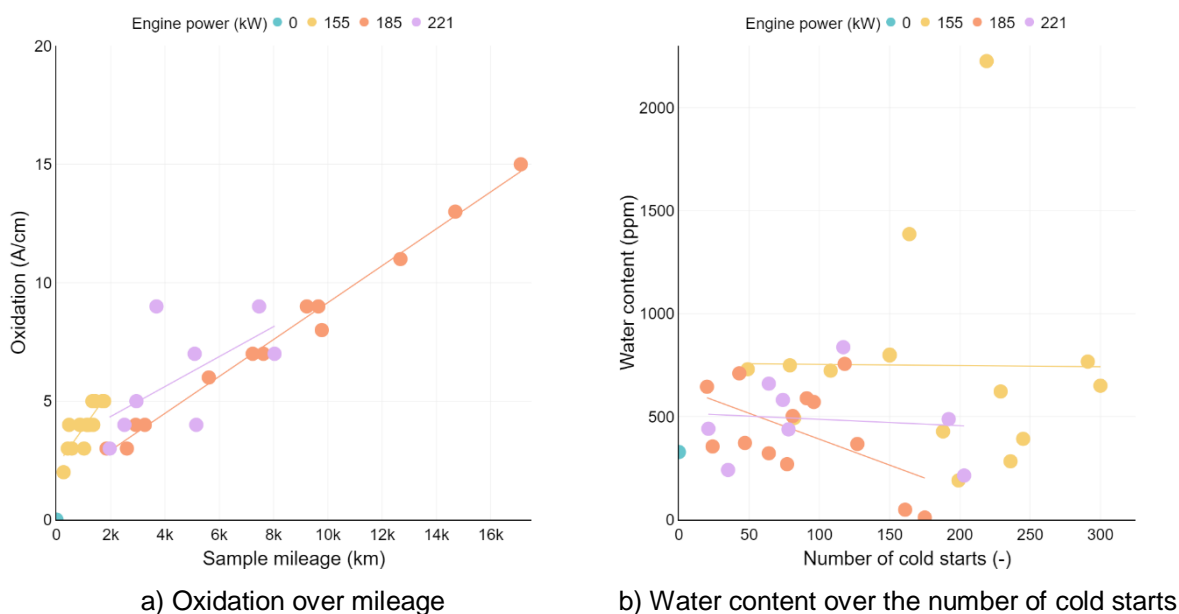 Engine power (kW) 0 155 185 221
20
15
10
5
0
Oxidation (A/cm)
0 2k 4k 6k 8k 10k 12k 14k 16k
Sample mileage (km)
a) Oxidation over mileage
Engine power (kW) 0 155 185 221
2000
1500
1000
500
0
Water content (ppm)
0 50 100 150 200 250 300
Number of cold starts (-)
b) Water content over the number of cold starts